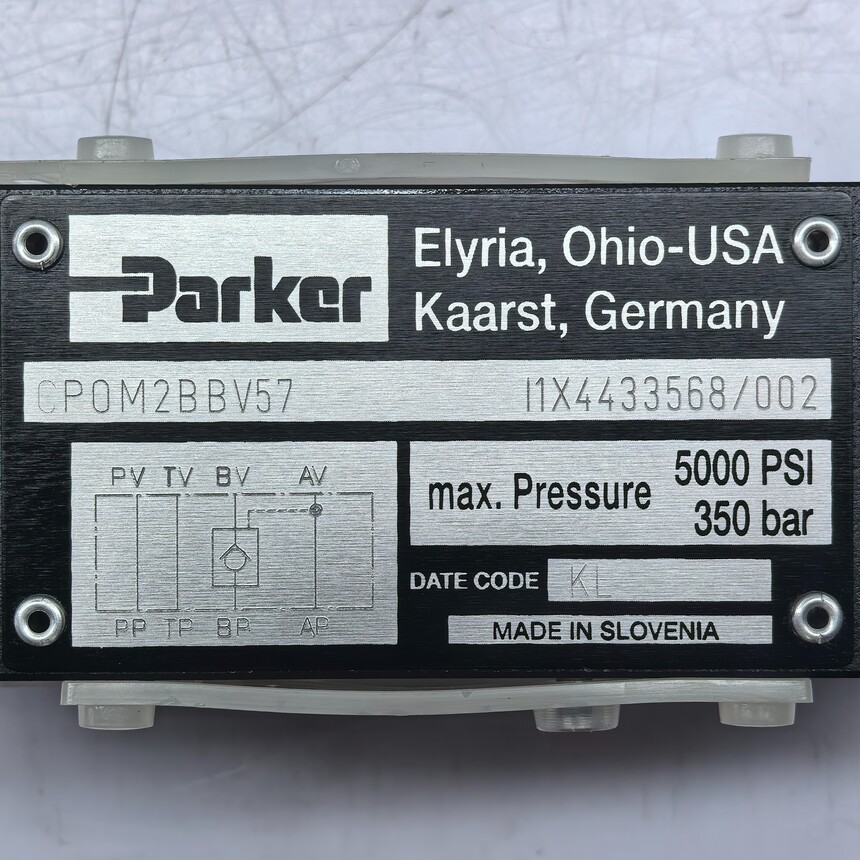 Parker
Elyria, Ohio-USA
Kaarst, Germany
CPOM2BBV57 I1X4433568/002
PV TV BV AV
PP TP BP AP
max. Pressure 5000 PSI
350 bar
DATE CODE KL
MADE IN SLOVENIA